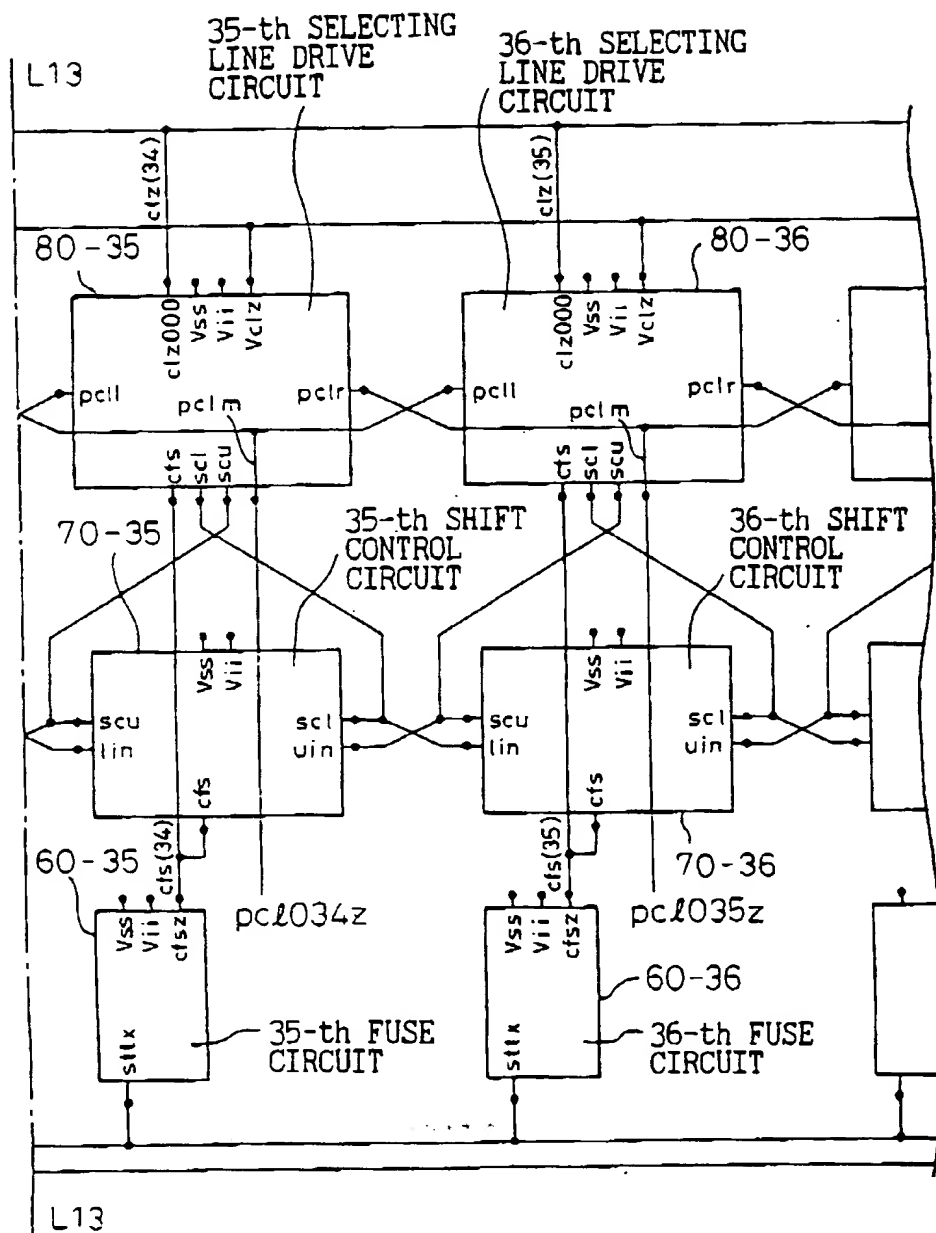 L13
35-th SELECTING
LINE DRIVE
CIRCUIT
36-th SELECTING
LINE DRIVE
CIRCUIT
clz(34)
clz(35)
80-35
80-36
clz000
Vss
Vii
Vclz
clz000
Vss
Vii
Vclz
pcll
pclm
pclr
pcll
pclm
pclr
cfs
scl
scu
cfs
scl
scu
70-35
35-th SHIFT
CONTROL
CIRCUIT
36-th SHIFT
CONTROL
CIRCUIT
Vss
Vii
Vss
Vii
scu
lin
scl
uin
scu
lin
scl
uin
cfs
cfs
60-35
cfs(34)
cfs(35)
70-36
Vss
Vii
cfsz
pcl034z
Vss
Vii
cfsz
pcl035z
60-36
sttx
35-th FUSE
CIRCUIT
sttx
36-th FUSE
CIRCUIT
L13